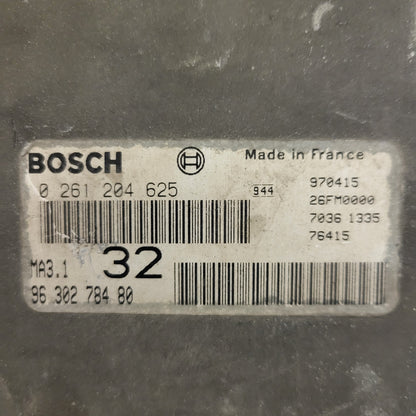 BOSCH
Made in France
0 261 204 625
944
970415
26FM0000
7036 1335
76415
MA3.1
32
96 302 784 80